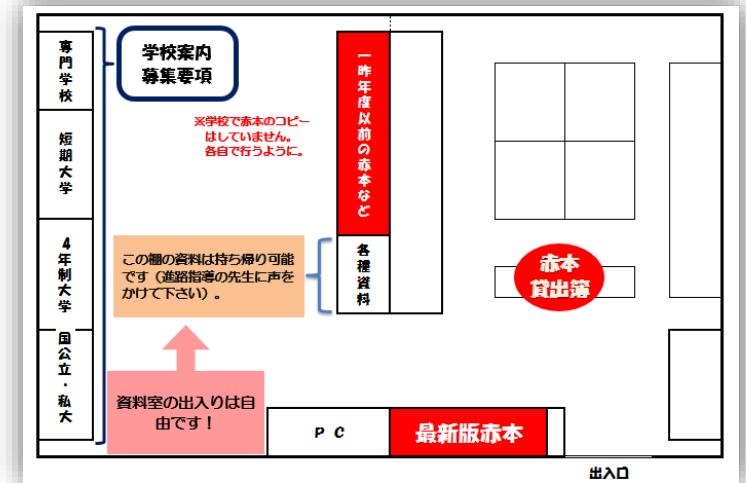 専門学校
短期大学
4年制大学
国公立・私大
学校案内
募集要項
※学校で赤本のコピー
はしていません。
各自で行うように。
一昨年度以前の赤本など
各種資料
この棚の資料は持ち帰り可能
です（進路指導の先生に声を
かけて下さい）。
資料室の出入りは自
由です！
赤本
貸出簿
PC
最新版赤本
出入口